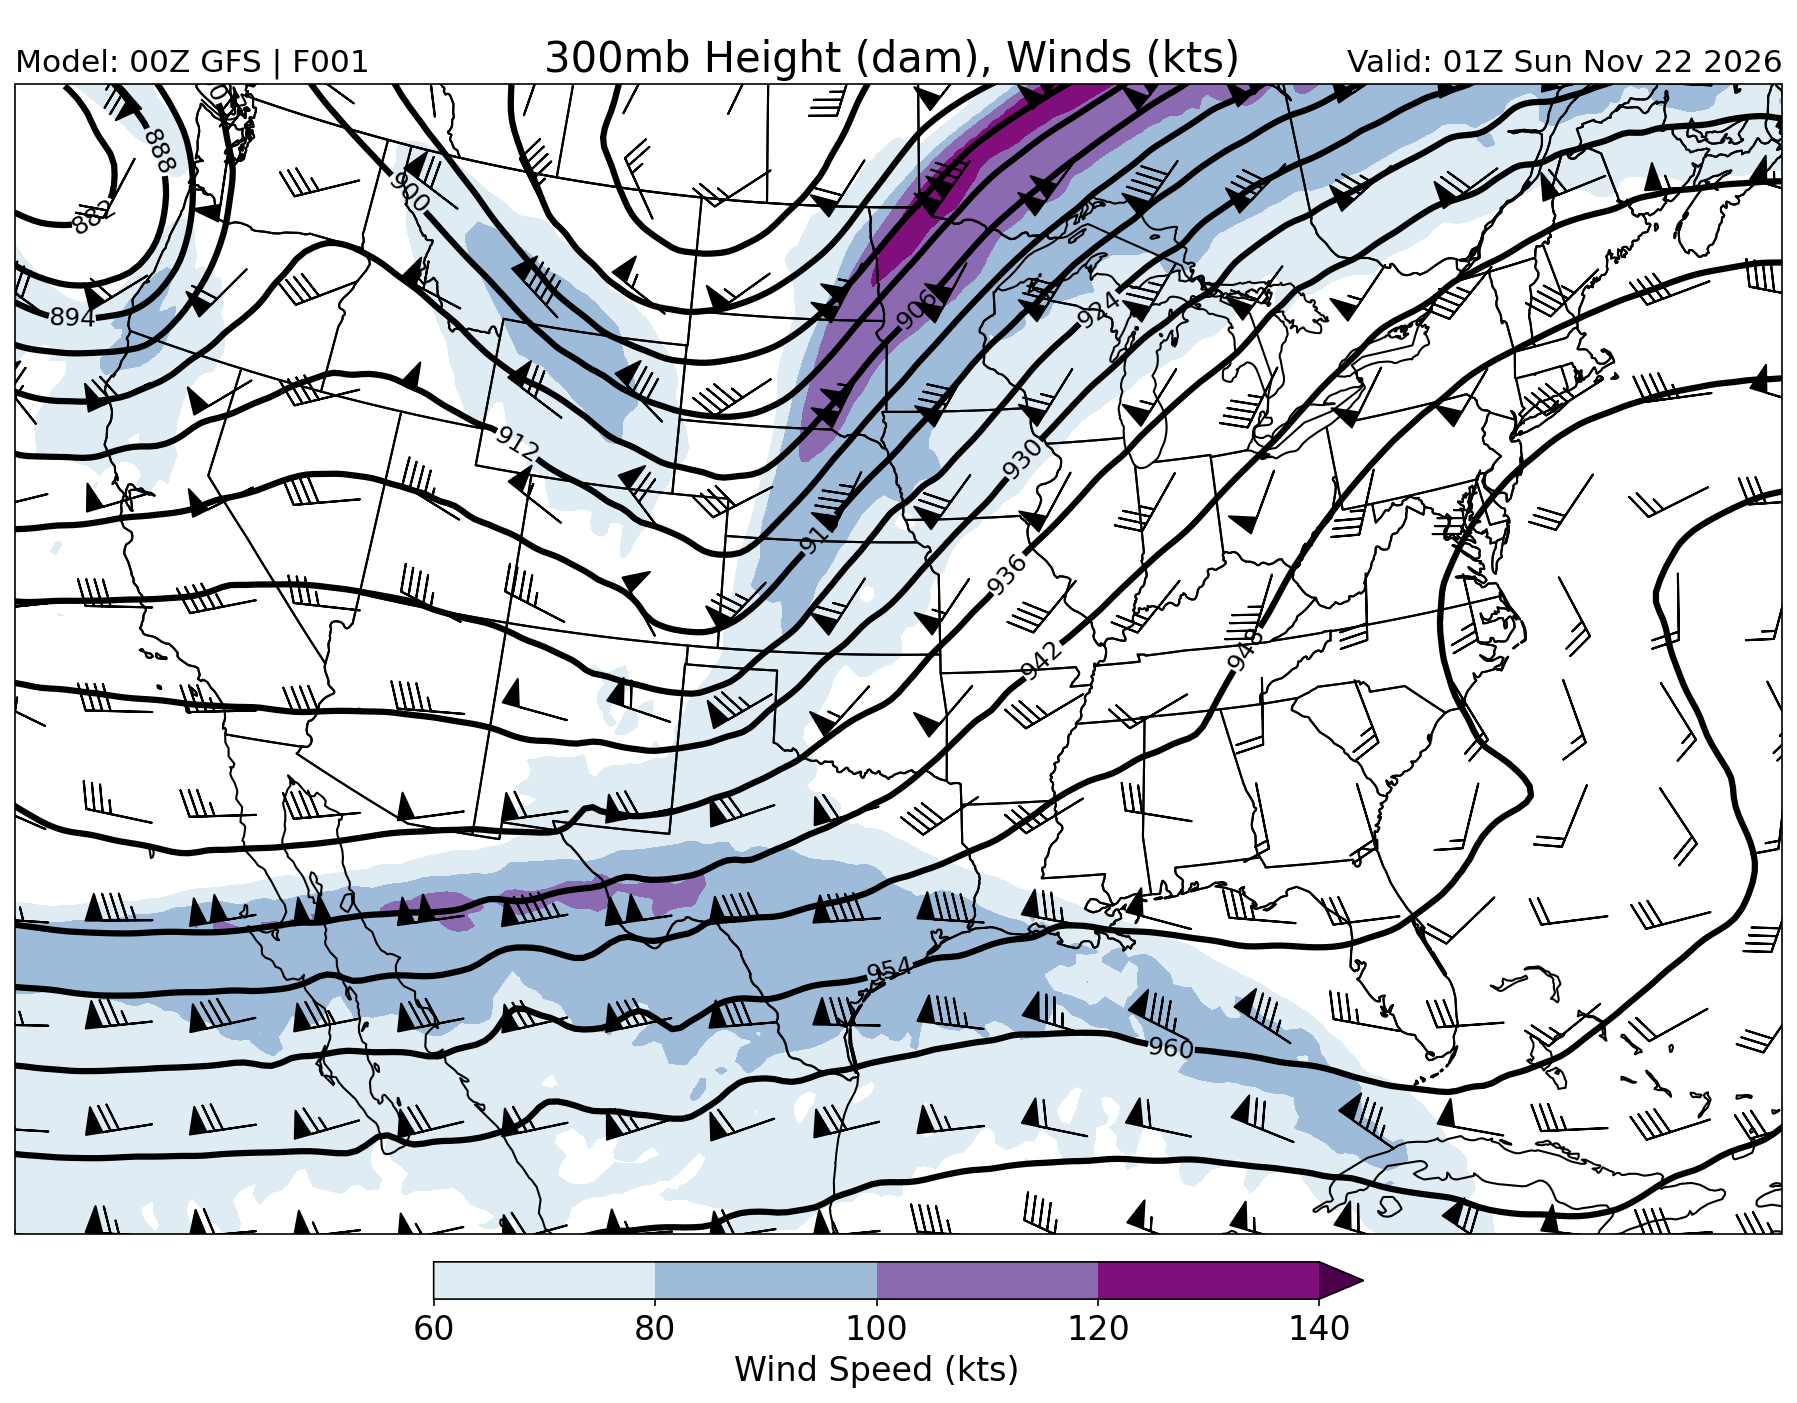 Model: 00Z GFS | F001
300mb Height (dam), Winds (kts)
Valid: 01Z Sun Nov 22 2026
888
882
900
894
906
924
912
930
936
942
948
954
960
60 80 100 120 140
Wind Speed (kts)